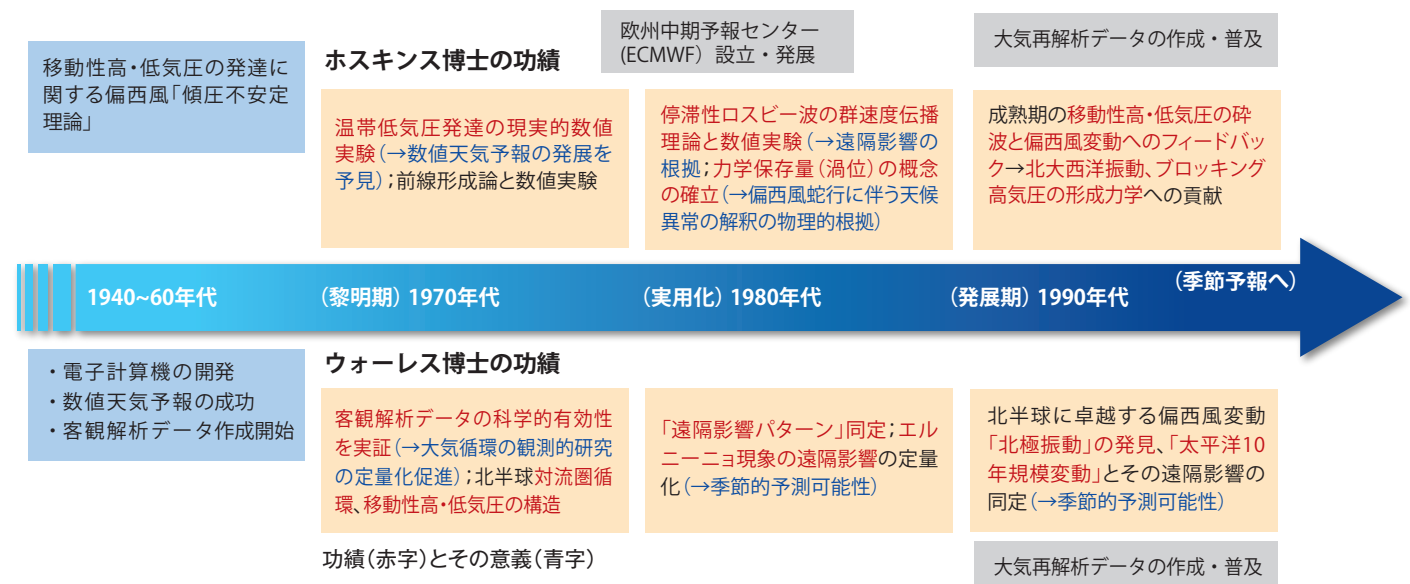 移動性高・低気圧の発達に
関する偏西風「傾圧不安定
理論」
ホスキンス博士の功績
欧州中期予報センター
(ECMWF）設立・発展
大気再解析データの作成・普及
温帯低気圧発達の現実的数値
実験（→数値天気予報の発展を
予見）；前線形成論と数値実験
停滞性ロスビー波の群速度伝播
理論と数値実験（→遠隔影響の
根拠；力学保存量（渦位）の概念
の確立（→偏西風蛇行に伴う天候
異常の解釈の物理的根拠）
成熟期の移動性高・低気圧の砕
波と偏西風変動へのフィードバッ
ク→北大西洋振動、ブロッキング
高気圧の形成力学への貢献
1940~60年代
（黎明期）1970年代
（実用化）1980年代
（発展期）1990年代
（季節予報へ）
・電子計算機の開発
・数値天気予報の成功
・客観解析データ作成開始
ウォーレス博士の功績
客観解析データの科学的有効性
を実証（→大気循環の観測的研究
の定量化促進）；北半球対流圏循
環、移動性高・低気圧の構造
「遠隔影響パターン」同定；エル
ニーニョ現象の遠隔影響の定量
化（→季節的予測可能性）
北半球に卓越する偏西風変動
「北極振動」の発見、「太平洋10
年規模変動」とその遠隔影響の
同定（→季節的予測可能性）
功績（赤字）とその意義（青字）
大気再解析データの作成・普及